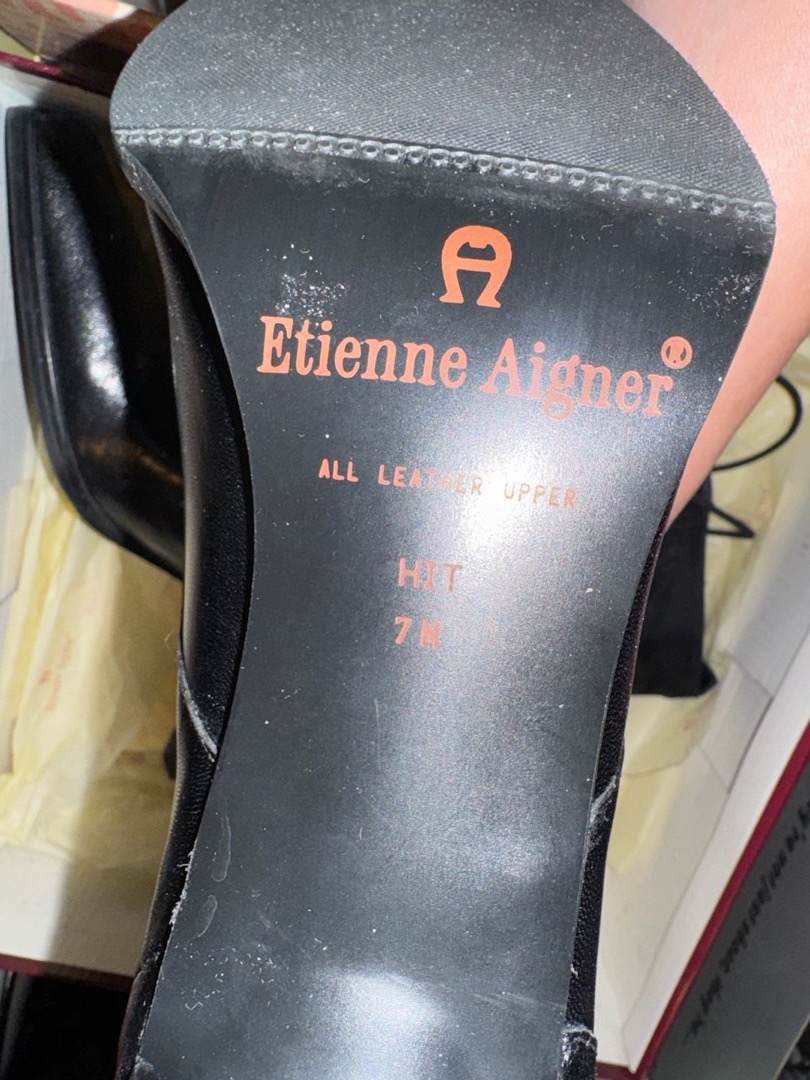 Etienne Aigner®
ALL LEATHER UPPER
HIT
7M